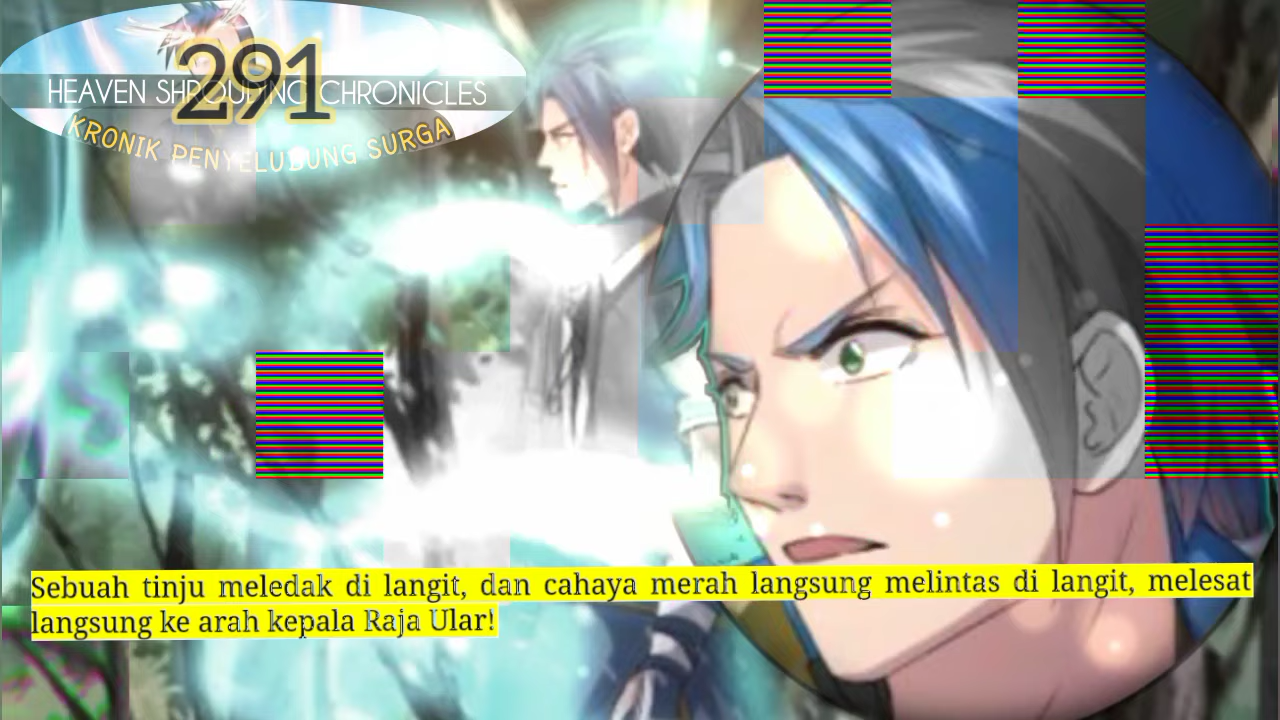 291
HEAVEN SHROUDING CHRONICLES
KRONIK PENYELUBUNG SURGA
Sebuah tinju meledak di langit, dan cahaya merah langsung melintas di langit, melesat
langsung ke arah kepala Raja Ular!